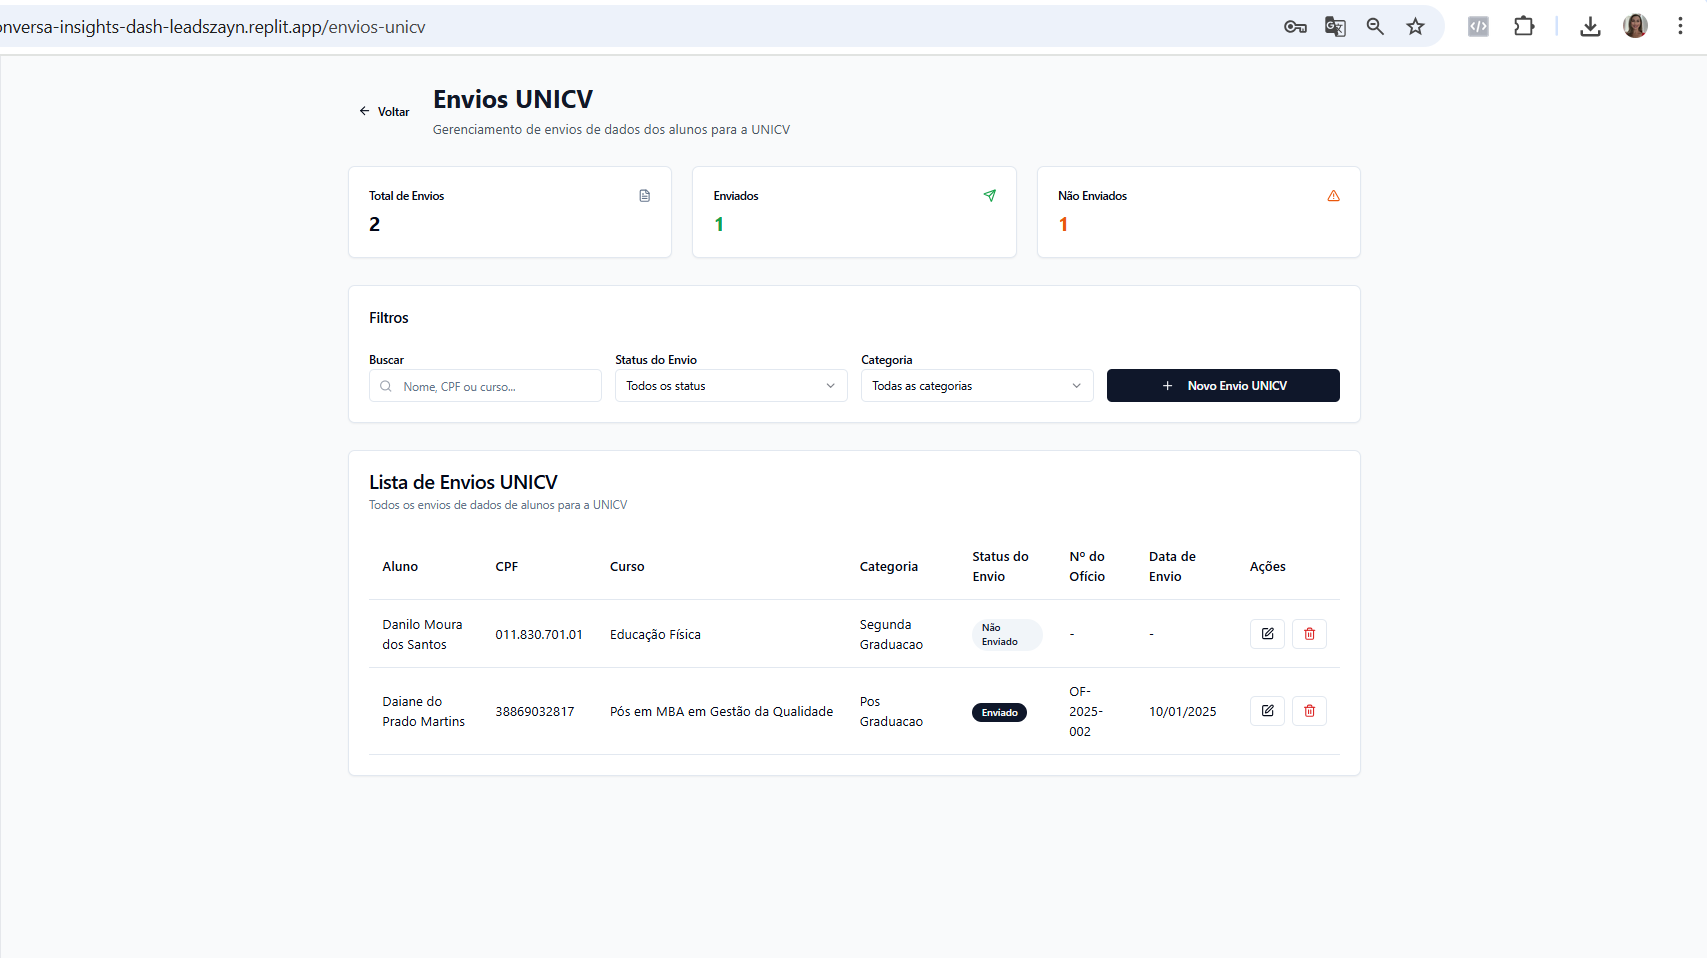 onversa-insights-dash-leadszayn.replit.app/envios-unicv
Voltar
Envios UNICV
Gerenciamento de envios de dados dos alunos para a UNICV
Total de Envios
2
Enviados
1
Não Enviados
1
Filtros
Buscar
Nome, CPF ou curso...
Status do Envio
Todos os status
Categoria
Todas as categorias
+ Novo Envio UNICV
Lista de Envios UNICV
Todos os envios de dados de alunos para a UNICV
Aluno
CPF
Curso
Categoria
Status do
Envio
Nº do
Ofício
Data de
Envio
Ações
Danilo Moura
dos Santos
011.830.701.01
Educação Física
Segunda
Graduacao
Não
Enviado
-
-
Daiane do
Prado Martins
38869032817
Pós em MBA em Gestão da Qualidade
Pos
Graduacao
Enviado
OF-
2025-
002
10/01/2025